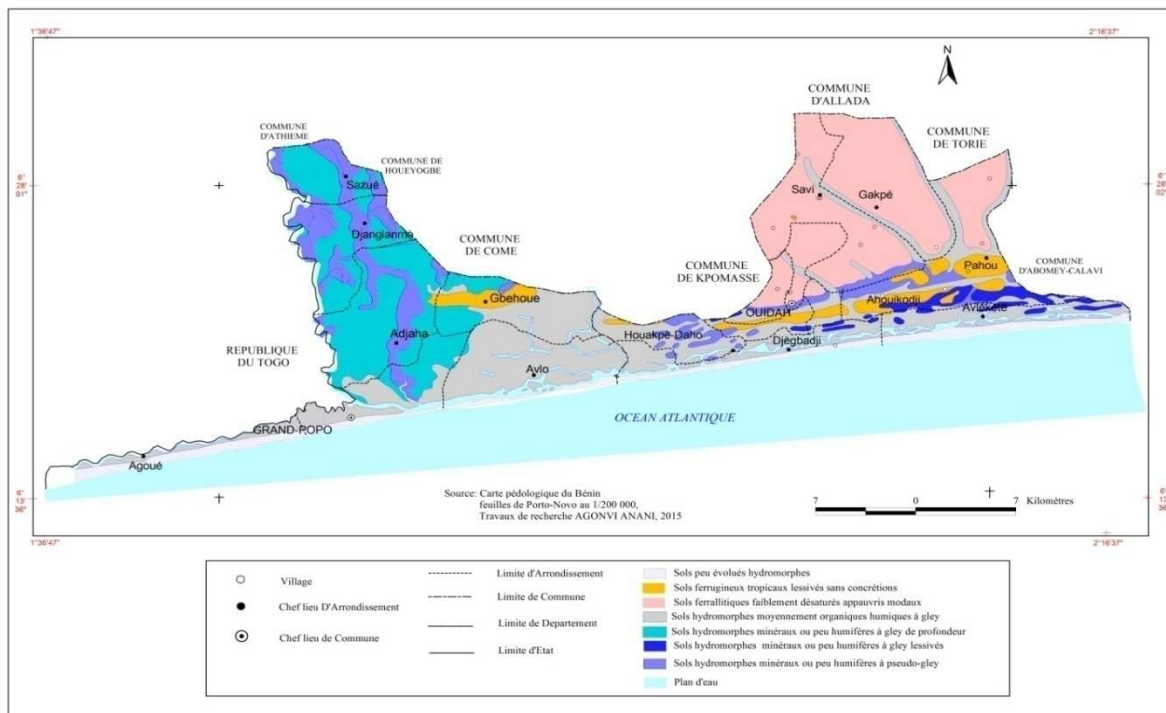 1°36'47"
2°16'37"
N
COMMUNE
D'ALLADA
COMMUNE
D'ATHIEME
COMMUNE
DE TORIE
COMMUNE DE
HOUEYOGBE
6°
28'
01"
6°
28'
02"
Sazué
Savi
Gakpé
Djanglanmè
COMMUNE
DE COME
COMMUNE
DE KPOMASSE
Pahou
COMMUNE
D'ABOMEY-CALAVI
Gbehoue
Ahouikodji
OUIDAH
Avlékété
Houakpè-Daho
Adjaha
Djègbadji
REPUBLIQUE
DU TOGO
Avlo
OCEAN ATLANTIQUE
GRAND-POPO
Agoué
6°
13'
36"
6°
13'
36"
Source: Carte pédologique du Bénin
feuilles de Porto-Novo au 1/200 000,
Travaux de recherche AGONVI ANANI, 2015
7 0 7 Kilomètres
1°36'47"
2°16'37"
Village
Chef lieu D'Arrondissement
Chef lieu de Commune
Limite d'Arrondissement
Limite de Commune
Limite de Departement
Limite d'Etat
Sols peu évolués hydromorphes
Sols ferrugineux tropicaux lessivés sans concrétions
Sols ferrallitiques faiblement désaturés appauvris modaux
Sols hydromorphes moyennement organiques humiques à gley
Sols hydromorphes minéraux ou peu humifères à gley de profondeur
Sols hydromorphes minéraux ou peu humifères à gley lessivés
Sols hydromorphes minéraux ou peu humifères à pseudo-gley
Plan d'eau